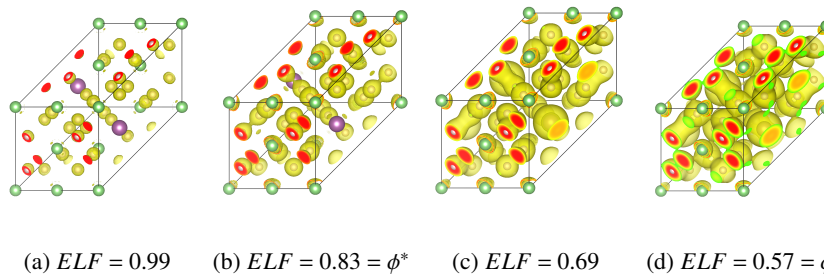 (a) ELF = 0.99 (b) ELF = 0.83 = ϕ* (c) ELF = 0.69 (d) ELF = 0.57 =